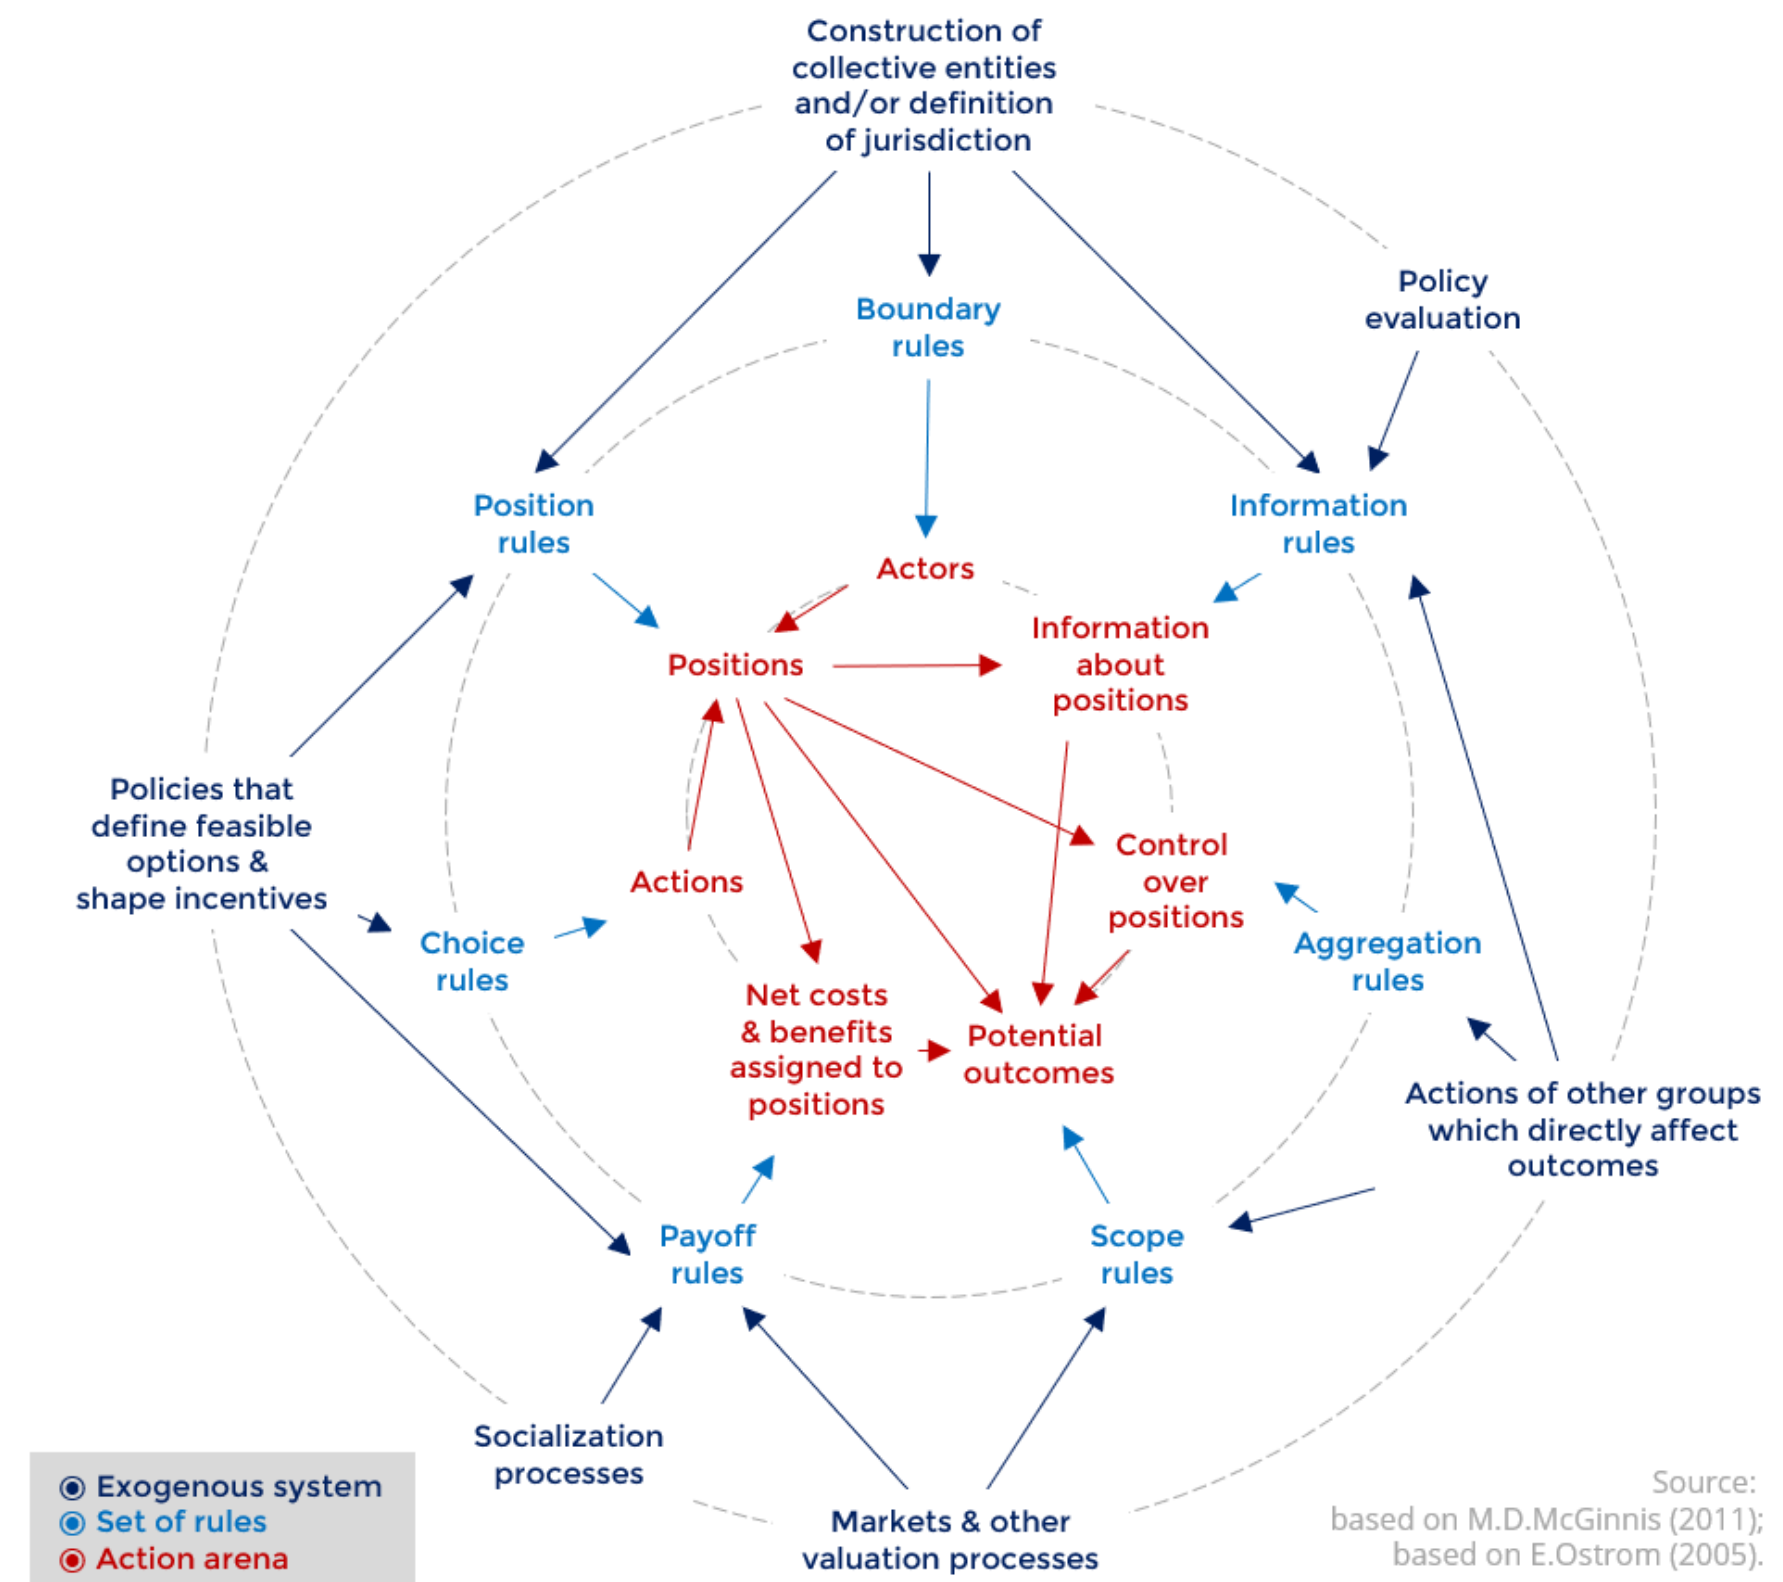 Construction of
collective entities
and/or definition
of jurisdiction
Policy
evaluation
Boundary
rules
Position
rules
Information
rules
Actors
Information
about
positions
Positions
Policies that
define feasible
options &
shape incentives
Control
over
positions
Actions
Choice
rules
Aggregation
rules
Net costs
& benefits
assigned to
positions
Potential
outcomes
Actions of other groups
which directly affect
outcomes
Payoff
rules
Scope
rules
Socialization
processes
Markets & other
valuation processes
Exogenous system
Set of rules
Action arena
Source:
based on M.D.McGinnis (2011);
based on E.Ostrom (2005).